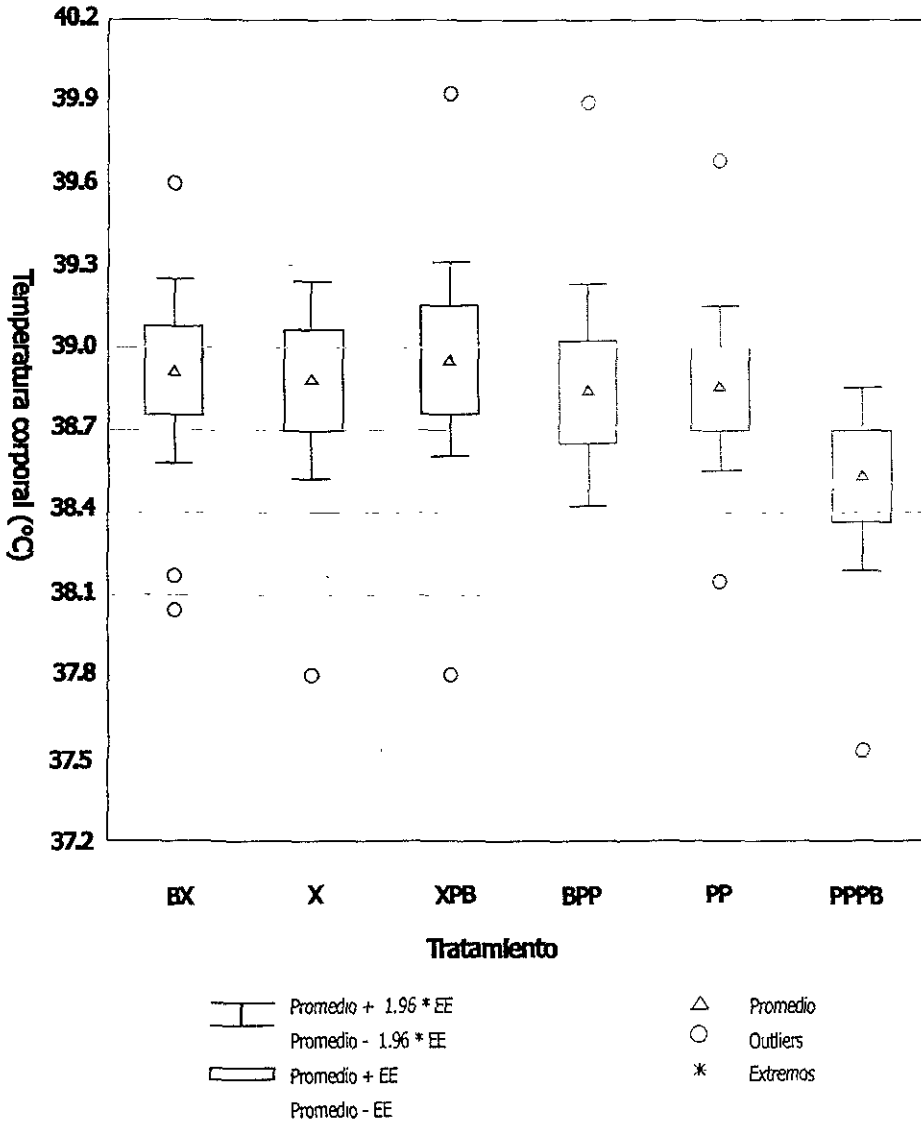 40.2
39.9
39.6
39.3
39.0
38.7
38.4
38.1
37.8
37.5
37.2
Temperatura corporal (°C)
BX X XPB BPP PP PPPB
Tratamiento
Promedio + 1.96 * EE
Promedio - 1.96 * EE
Promedio + EE
Promedio - EE
Promedio
Outliers
Extremos